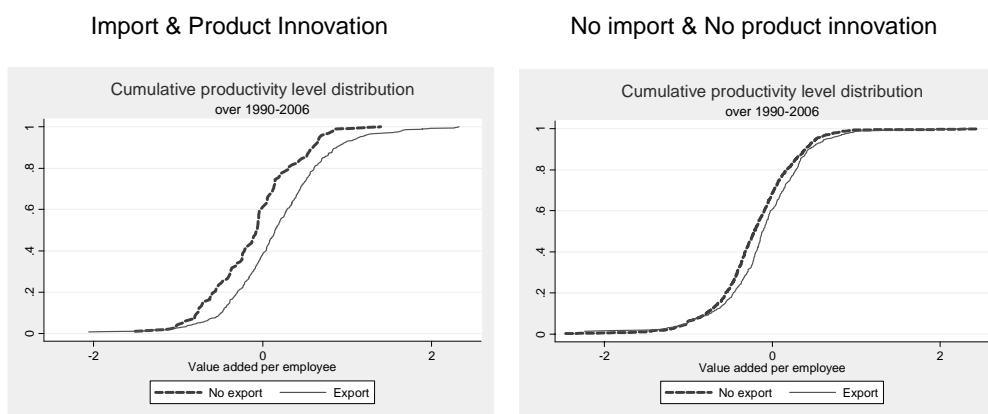 Import & Product Innovation
Cumulative productivity level distribution
over 1990-2006
1
.8
.6
.4
.2
0
-2 0 2
Value added per employee
No export Export
No import & No product innovation
Cumulative productivity level distribution
over 1990-2006
1
.8
.6
.4
.2
0
-2 0 2
Value added per employee
No export Export